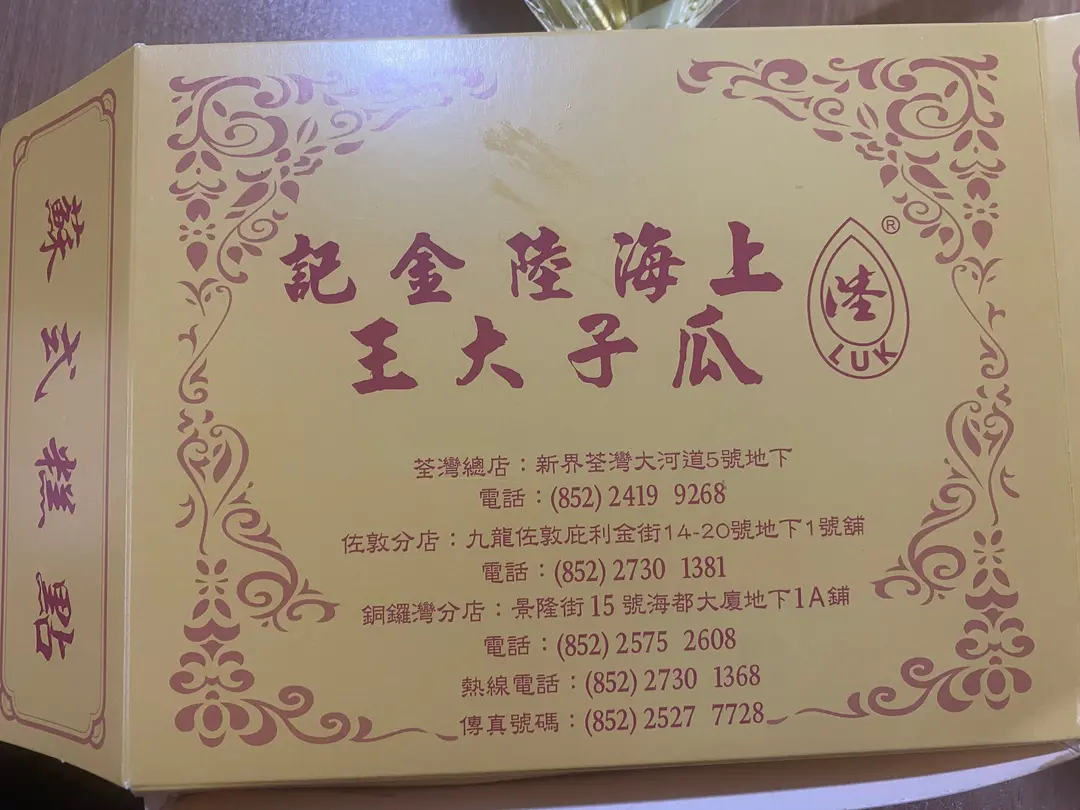 上海陸金記
瓜子大王
®
陸
LUK
荃灣總店：新界荃灣大河道5號地下
電話：(852) 2419 9268
佐敦分店：九龍佐敦庇利金街14-20號地下1號舖
電話：(852) 2730 1381
銅鑼灣分店：景隆街15號海都大廈地下1A鋪
電話：(852) 2575 2608
熱線電話：(852) 2730 1368
傳真號碼：(852) 2527 7728
蘇式糕點